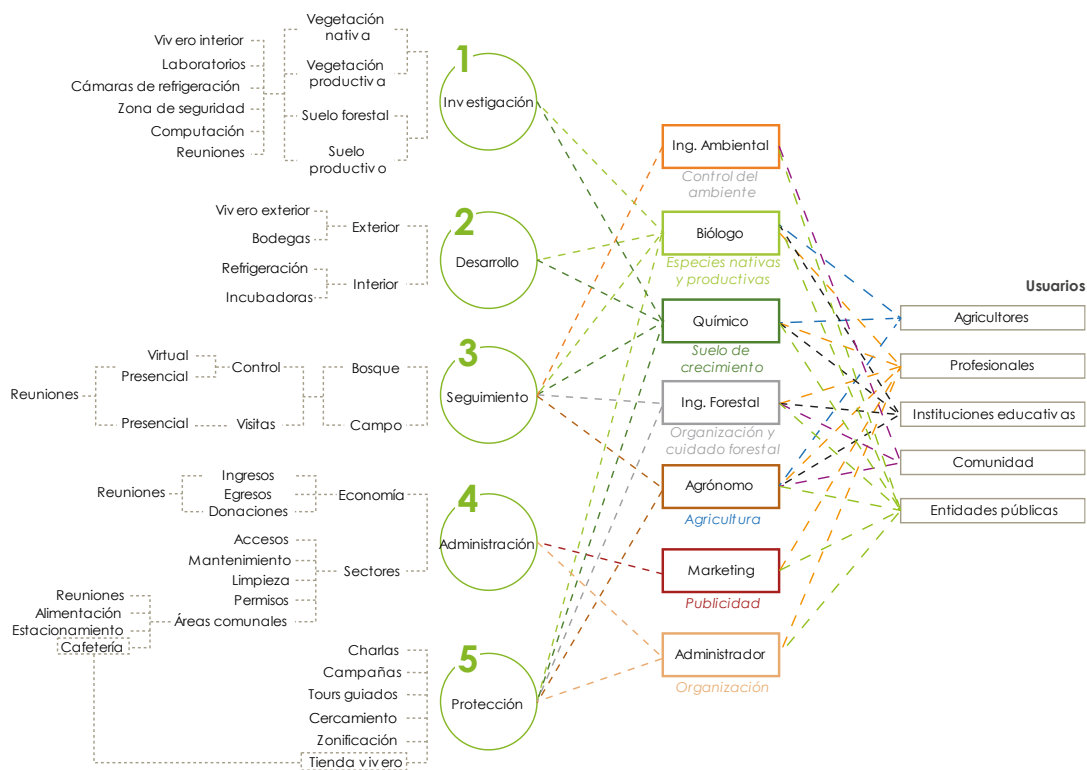 1
Investigación
Vegetación
nativa
Vegetación
productiva
Suelo forestal
Suelo
productivo
Vivero interior
Laboratorios
Cámaras de refrigeración
Zona de seguridad
Computación
Reuniones
2
Desarrollo
Exterior
Vivero exterior
Bodegas
Interior
Refrigeración
Incubadoras
3
Seguimiento
Bosque
Campo
Control
Visitas
Virtual
Presencial
Presencial
Reuniones
4
Administración
Economía
Ingresos
Egresos
Donaciones
Reuniones
Sectores
Accesos
Mantenimiento
Limpieza
Permisos
Áreas comunales
Reuniones
Alimentación
Estacionamiento
Cafetería
5
Protección
Charlas
Campañas
Tours guiados
Cercamiento
Zonificación
Tienda vivero
Ing. Ambiental
Control del
ambiente
Biólogo
Especies nativas
y productivas
Químico
Suelo de
crecimiento
Ing. Forestal
Organización y
cuidado forestal
Agrónomo
Agricultura
Marketing
Publicidad
Administrador
Organización
Usuarios
Agricultores
Profesionales
Instituciones educativas
Comunidad
Entidades públicas